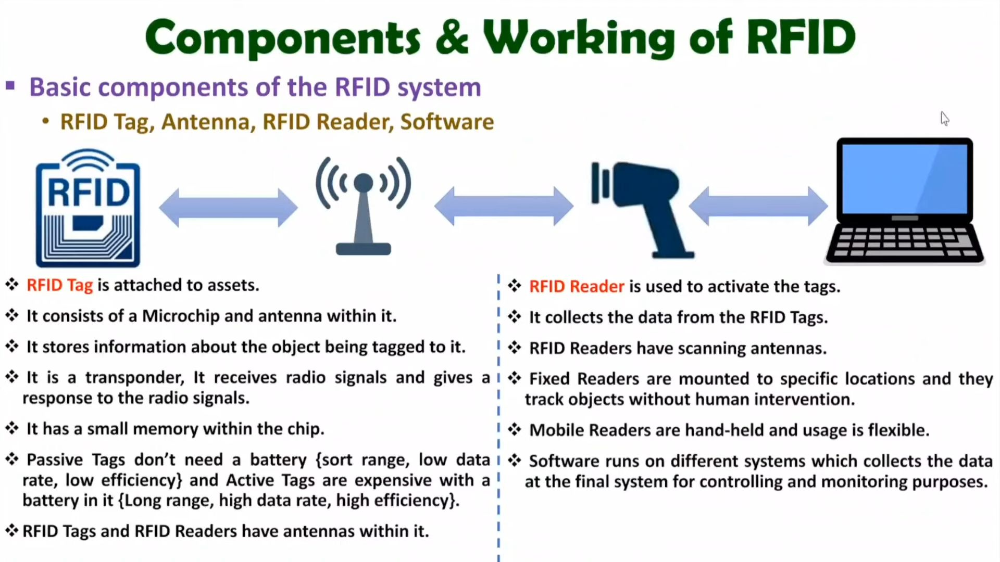 Components & Working of RFID
▪ Basic components of the RFID system
• RFID Tag, Antenna, RFID Reader, Software
RFID
❖ RFID Tag is attached to assets.
❖ It consists of a Microchip and antenna within it.
❖ It stores information about the object being tagged to it.
❖ It is a transponder, It receives radio signals and gives a
response to the radio signals.
❖ It has a small memory within the chip.
❖ Passive Tags don't need a battery {sort range, low data
rate, low efficiency} and Active Tags are expensive with a
battery in it {Long range, high data rate, high efficiency}.
❖ RFID Tags and RFID Readers have antennas within it.
❖ RFID Reader is used to activate the tags.
❖ It collects the data from the RFID Tags.
❖ RFID Readers have scanning antennas.
❖ Fixed Readers are mounted to specific locations and they
track objects without human intervention.
❖ Mobile Readers are hand-held and usage is flexible.
❖ Software runs on different systems which collects the data
at the final system for controlling and monitoring purposes.